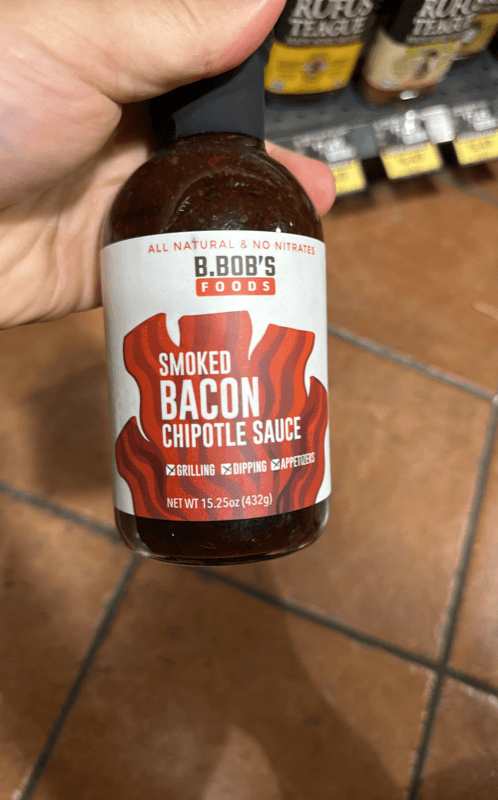 RUFUS
TEAGUE
RUFUS
TEAGUE
ALL NATURAL & NO NITRATES
B.BOB'S
FOODS
SMOKED
BACON
CHIPOTLE SAUCE
GRILLING DIPPING APPETIZERS
NET WT 15.25oz (432g)